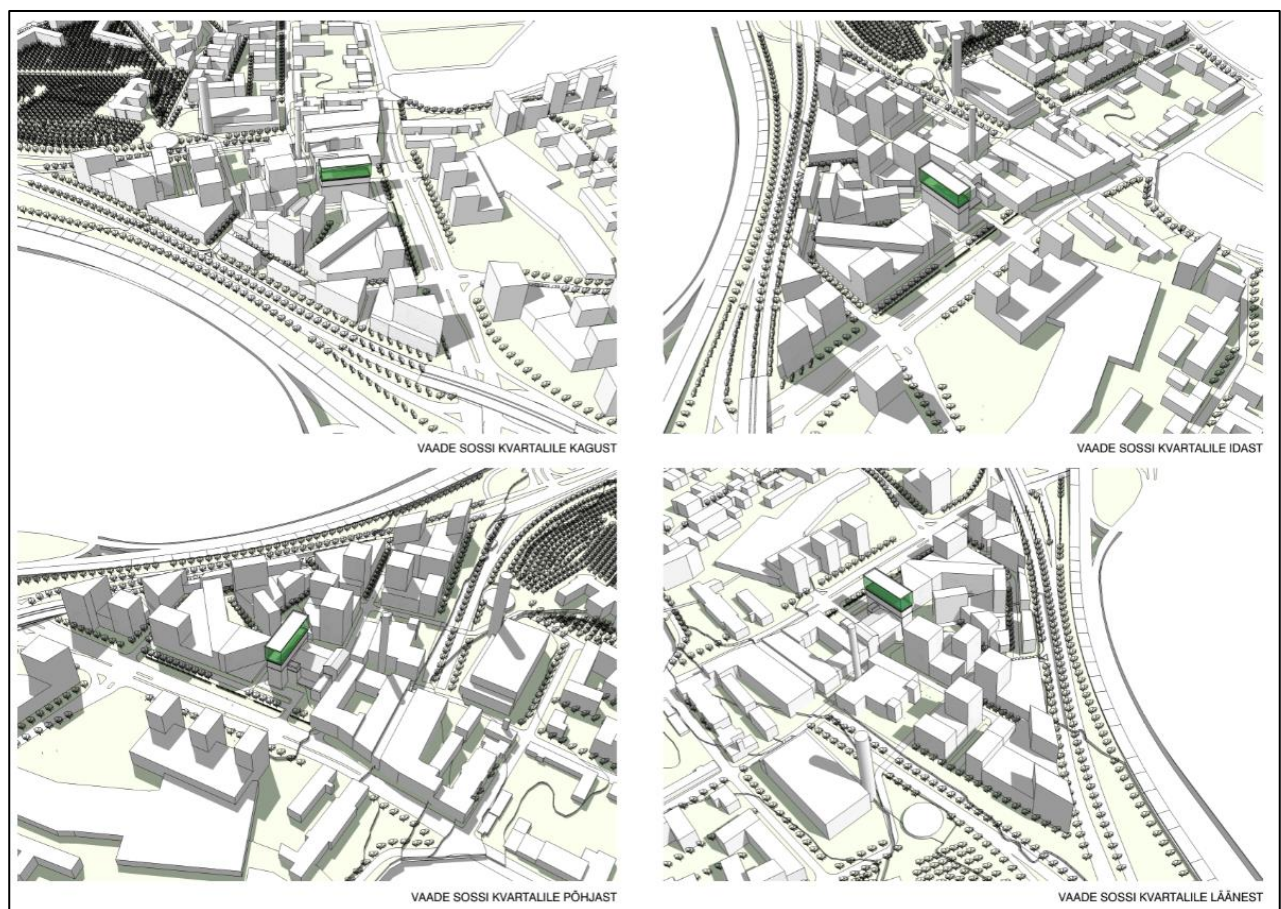 VAADE SOSSI KVARTALILE KAGUST
VAADE SOSSI KVARTALILE IDAST
VAADE SOSSI KVARTALILE PÕHJAST
VAADE SOSSI KVARTALILE LÄÄNEST